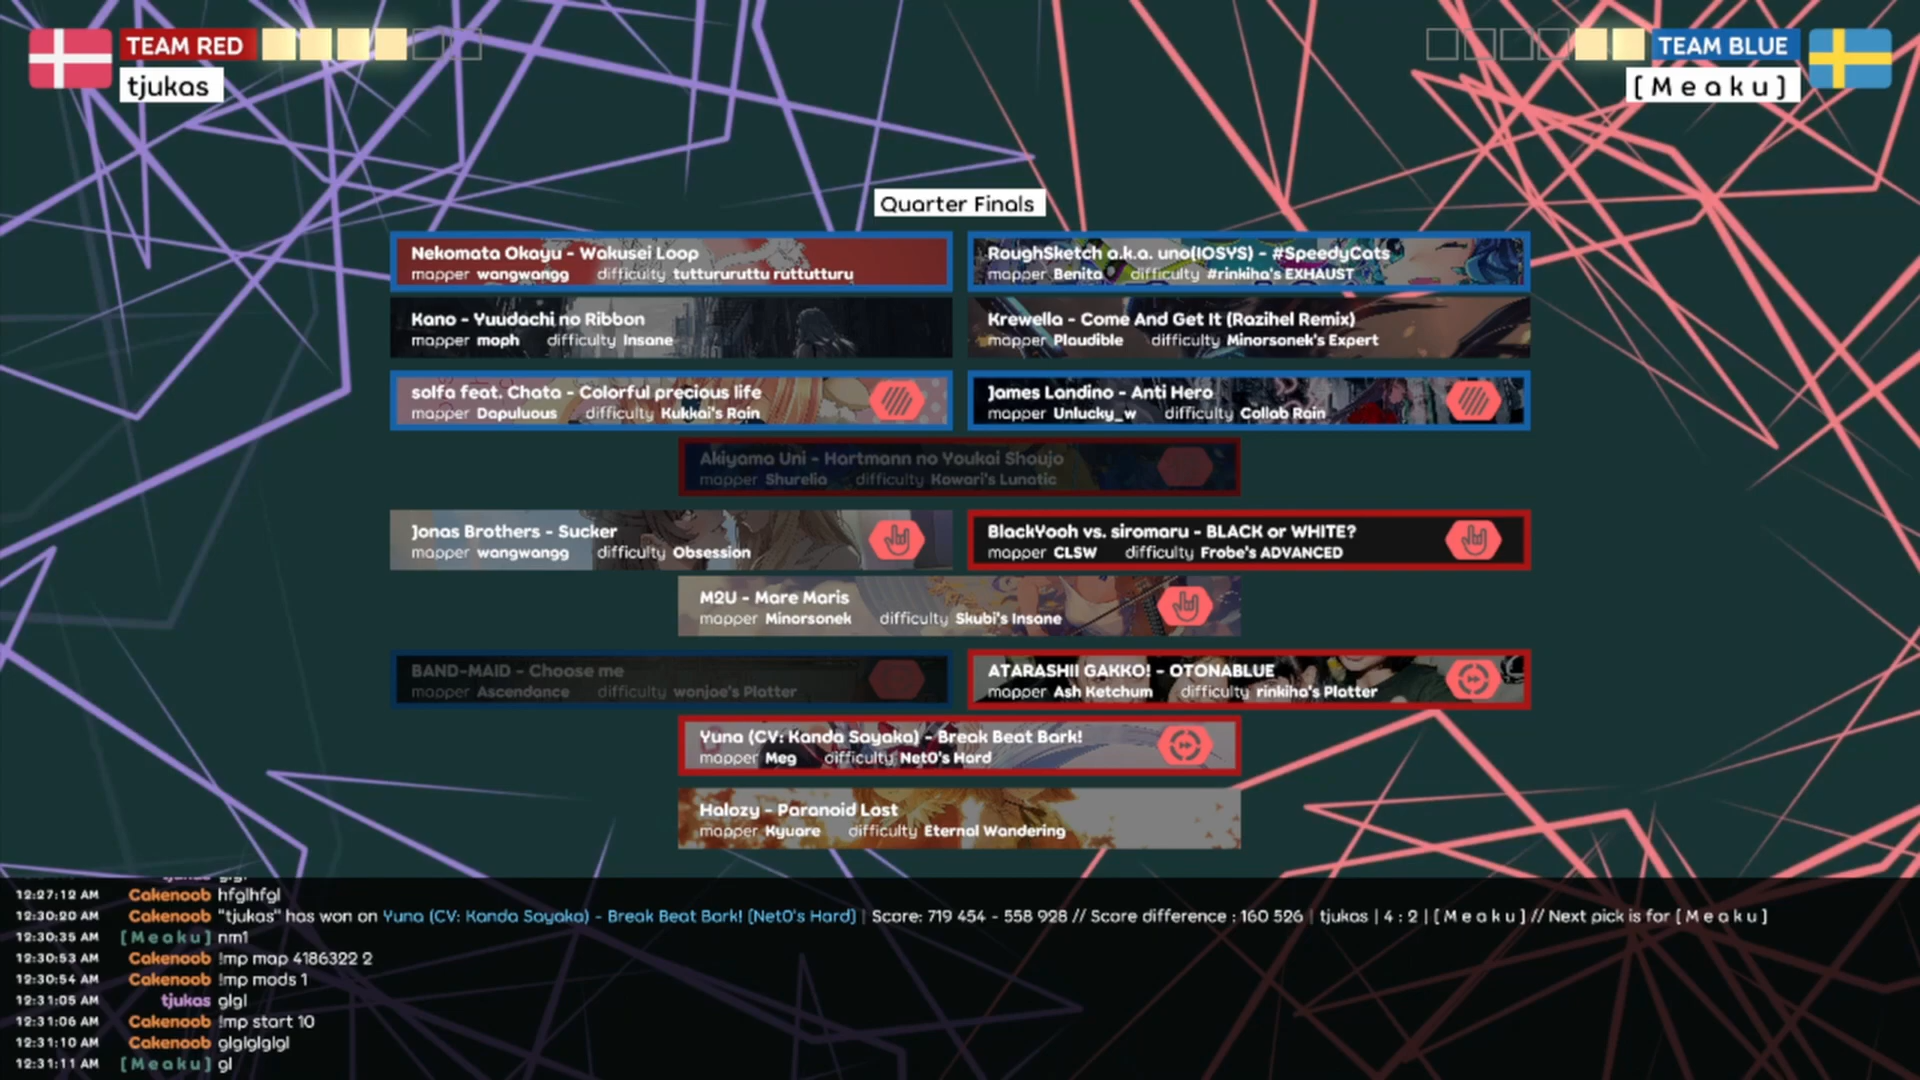 TEAM RED
tjukas
TEAM BLUE
[ M e a k u ]
Quarter Finals
Nekomata Okayu - Wakusei Loop
mapper wangwangg difficulty tuttururuttu ruttutturu
RoughSketch a.k.a. uno(IOSYS) - #SpeedyCats
mapper Benita difficulty #rinkiha's EXHAUST
Kano - Yuudachi no Ribbon
mapper moph difficulty Insane
Krewella - Come And Get It (Razihel Remix)
mapper Plaudible difficulty Minorsonek's Expert
solfa feat. Chata - Colorful precious life
mapper Dapuluous difficulty Kukkai's Rain
James Landino - Anti Hero
mapper Unlucky_w difficulty Collab Rain
Akiyama Uni - Hartmann no Youkai Shoujo
mapper Shurelia difficulty Kowari's Lunatic
Jonas Brothers - Sucker
mapper wangwangg difficulty Obsession
BlackYooh vs. siromaru - BLACK or WHITE?
mapper CLSW difficulty Frobe's ADVANCED
M2U - Mare Maris
mapper Minorsonek difficulty Skubi's Insane
BAND-MAID - Choose me
mapper Ascendance difficulty wonjae's Platter
ATARASHII GAKKO! - OTONABLUE
mapper Ash Ketchum difficulty rinkiha's Platter
Yuna (CV: Kanda Sayaka) - Break Beat Bark!
mapper Meg difficulty Net0's Hard
Halozy - Paranoid Lost
mapper Kyuare difficulty Eternal Wandering
12:27:12 AM Cakenoob hfglhfgl
12:30:20 AM Cakenoob "tjukas" has won on Yuna (CV: Kanda Sayaka) - Break Beat Bark! [Net0's Hard] | Score: 719 454 - 558 928 // Score difference : 160 526 | tjukas | 4 : 2 | [ M e a k u ] // Next pick is for [ M e a k u ]
12:30:35 AM [ M e a k u ] nm1
12:30:53 AM Cakenoob !mp map 4186322 2
12:30:54 AM Cakenoob !mp mods 1
12:31:05 AM tjukas glgl
12:31:06 AM Cakenoob !mp start 10
12:31:10 AM Cakenoob glglglglgl
12:31:11 AM [ M e a k u ] gl